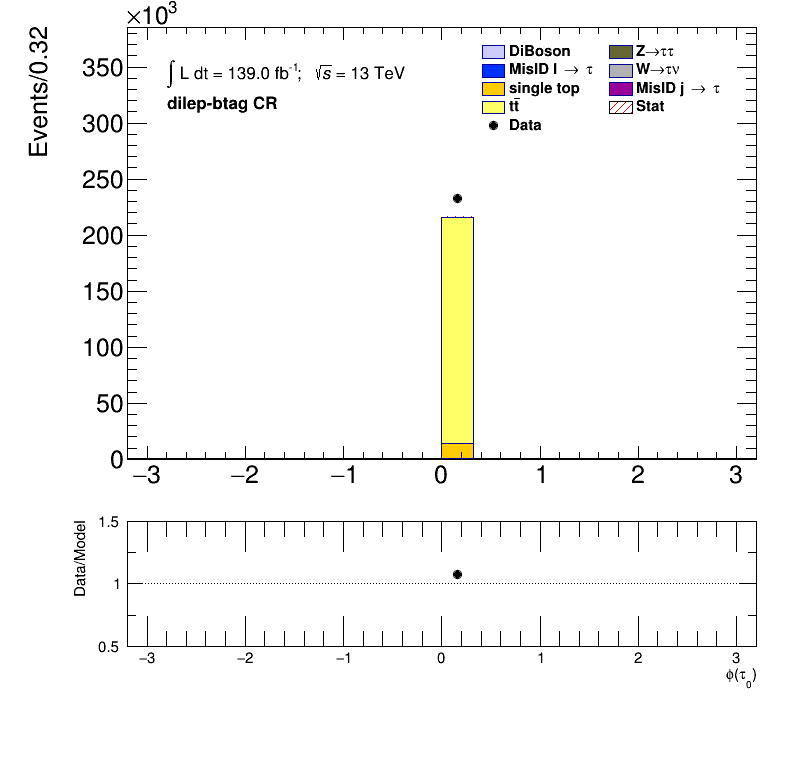 ×10³
Events/0.32
350
300
250
200
150
100
50
0
∫ L dt = 139.0 fb⁻¹; √s = 13 TeV
dilep-btag CR
DiBoson
MisID l → τ
single top
tt̄
Data
Z→ττ
W→τν
MisID j → τ
Stat
−3 −2 −1 0 1 2 3
Data/Model
1.5
1
0.5
−3 −2 −1 0 1 2 3
ϕ(τ₀)